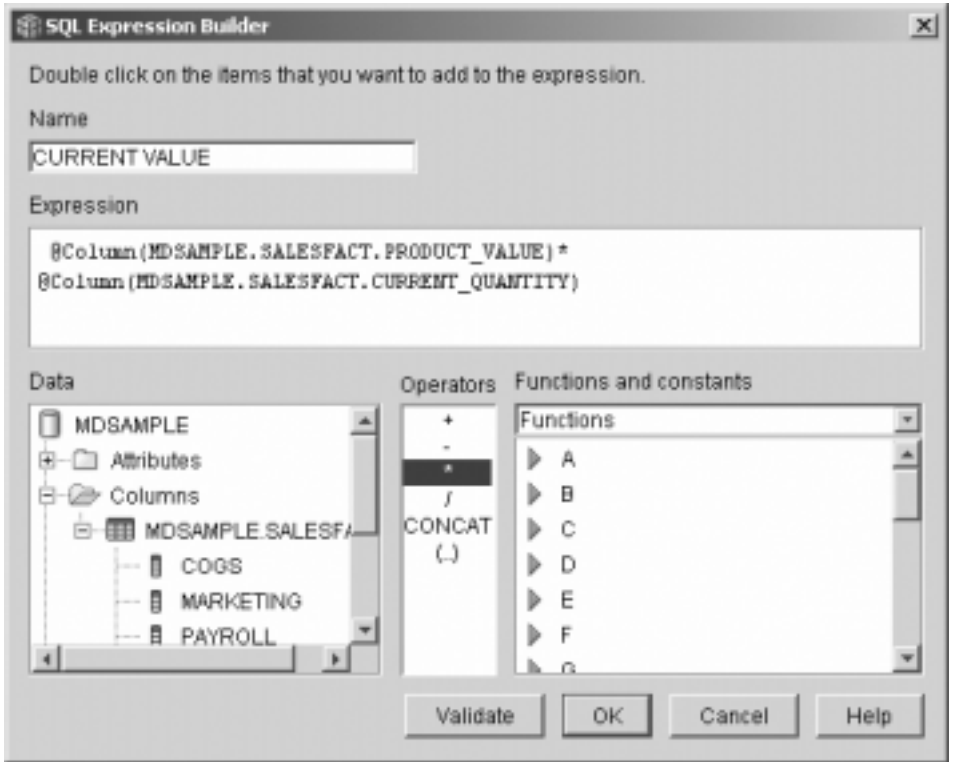 SQL Expression Builder
Double click on the items that you want to add to the expression.
Name
CURRENT VALUE
Expression
@Column(MDSAMPLE.SALESFACT.PRODUCT_VALUE)*
@Column(MDSAMPLE.SALESFACT.CURRENT_QUANTITY)
Data
Operators
Functions and constants
MDSAMPLE
Attributes
Columns
MDSAMPLE.SALESFA
COGS
MARKETING
PAYROLL
+
-
*
/
CONCAT
(..)
Functions
A
B
C
D
E
F
G
Validate
OK
Cancel
Help